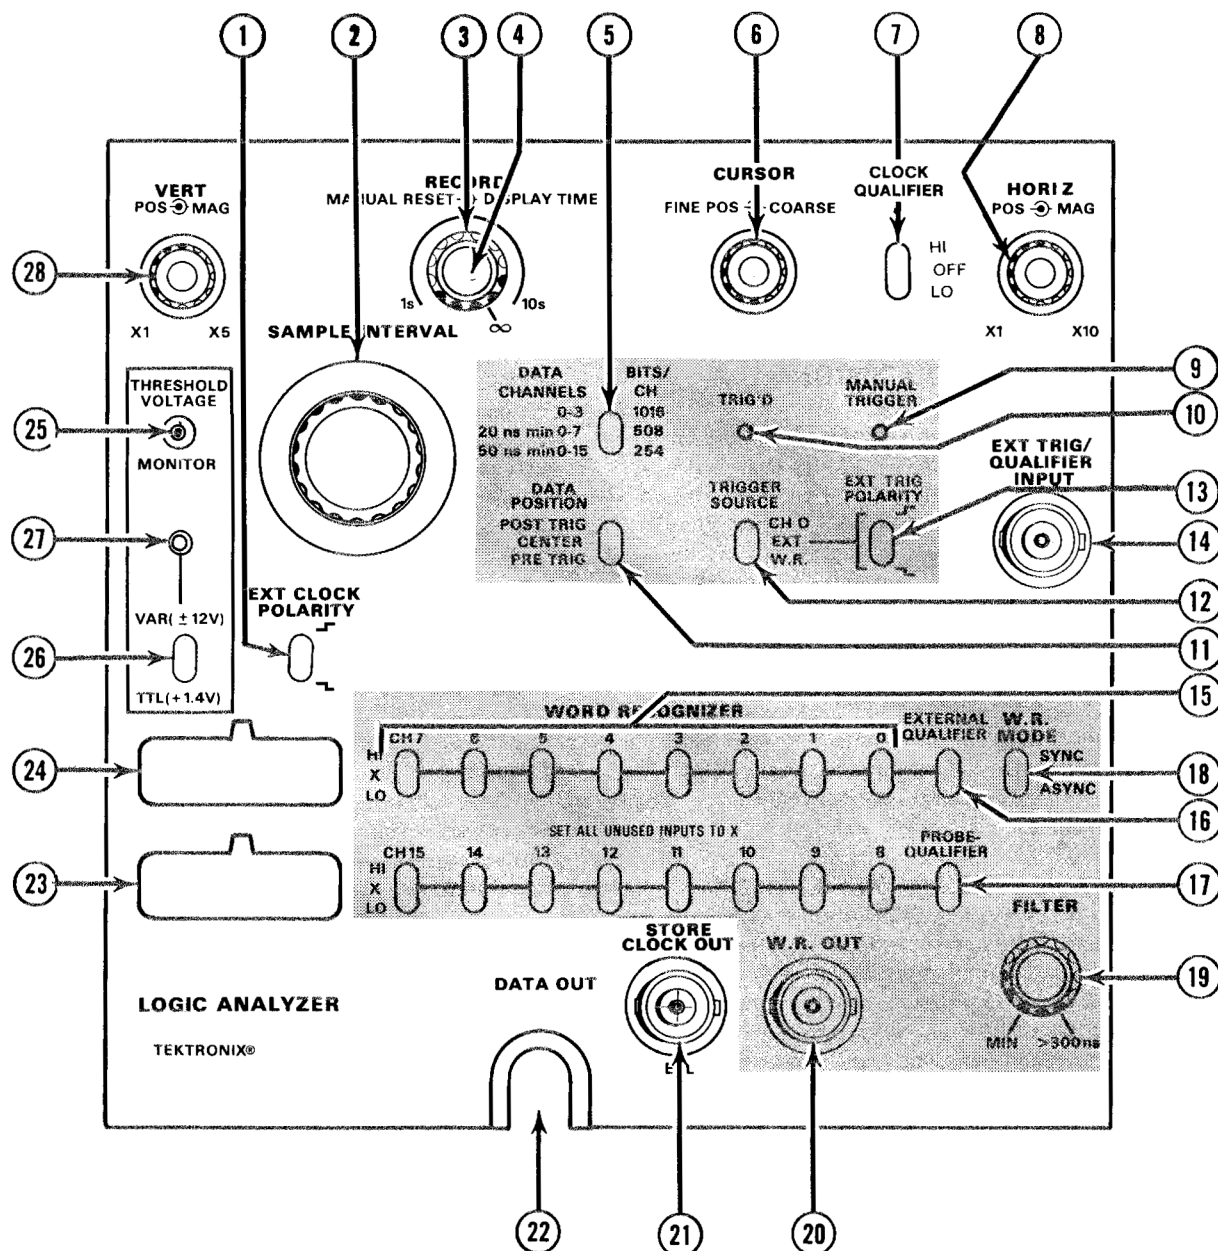 1 2 3 4 5 6 7 8
VERT
POS MAG
X1 X5
RECORD
MANUAL RESET DISPLAY TIME
1s 10s
∞
CURSOR
FINE POS COARSE
CLOCK
QUALIFIER
HI
OFF
LO
HORIZ
POS MAG
X1 X10
28
SAMPLE INTERVAL
THRESHOLD
VOLTAGE
MONITOR
25
27
VAR(±12V)
26
TTL(+1.4V)
EXT CLOCK
POLARITY
DATA
CHANNELS
BITS/
CH
0-3 1016
20 ns min 0-7 508
50 ns min 0-15 254
TRIG'D
MANUAL
TRIGGER
9
10
DATA
POSITION
POST TRIG
CENTER
PRE TRIG
TRIGGER
SOURCE
CH 0
EXT
W.R.
EXT TRIG
POLARITY
EXT TRIG/
QUALIFIER
INPUT
13
14
12
11
15
WORD RECOGNIZER
CH 7 6 5 4 3 2 1 0
EXTERNAL
QUALIFIER
W.R.
MODE
HI
X
LO
SYNC
ASYNC
24
18
16
SET ALL UNUSED INPUTS TO X
CH 15 14 13 12 11 10 9 8
PROBE-
QUALIFIER
HI
X
LO
23
17
STORE
CLOCK OUT
W.R. OUT
FILTER
MIN >300ns
19
DATA OUT
LOGIC ANALYZER
TEKTRONIX®
22 21 20